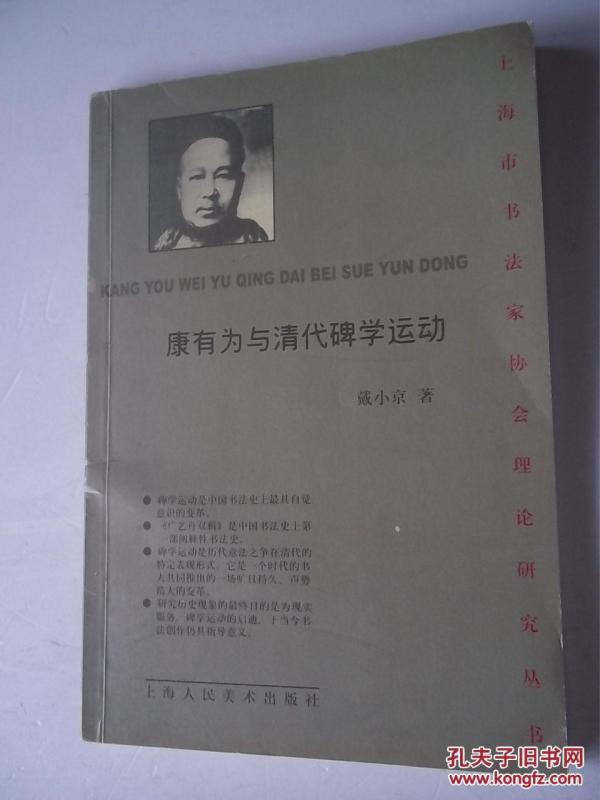 KANG YOU WEI YU QING DAI BEI SUE YUN DONG
康有为与清代碑学运动
戴小京 著
上海市书法家协会理论研究丛书
● 碑学运动是中国书法史上最具自觉
意识的变革。
● 《广艺舟双楫》是中国书法史上第
一部阐释性书法史。
● 碑学运动是历代意法之争在清代的
特定表现形式。它是一个时代的书
人共同推出的一场旷日持久、声势
浩大的变革。
● 研究历史现象的最终目的是为现实
服务。碑学运动的启迪,于当今书
法创作仍具指导意义。
上海人民美术出版社
孔夫子旧书网
www.kongfz.com